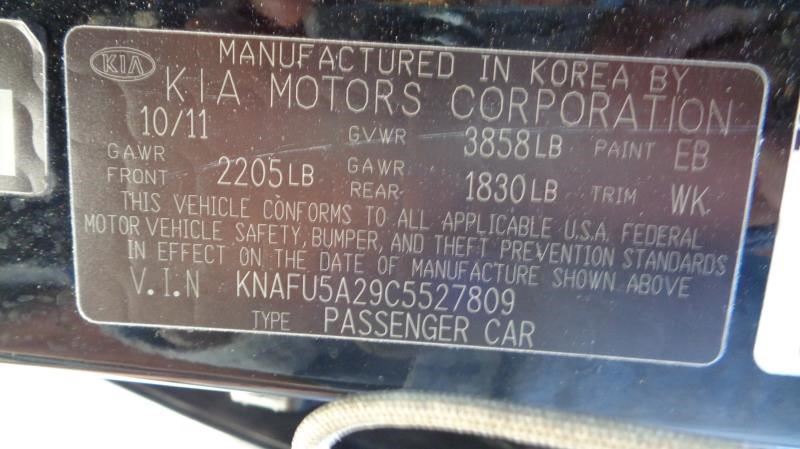 KIA
MANUFACTURED IN KOREA BY
KIA MOTORS CORPORATION
10/11 GVWR 3858LB PAINT EB
GAWR FRONT 2205LB GAWR REAR 1830LB TRIM WK
THIS VEHICLE CONFORMS TO ALL APPLICABLE U.S.A. FEDERAL
MOTOR VEHICLE SAFETY, BUMPER, AND THEFT PREVENTION STANDARDS
IN EFFECT ON THE DATE OF MANUFACTURE SHOWN ABOVE
V.I.N KNAFU5A29C5527809
TYPE PASSENGER CAR